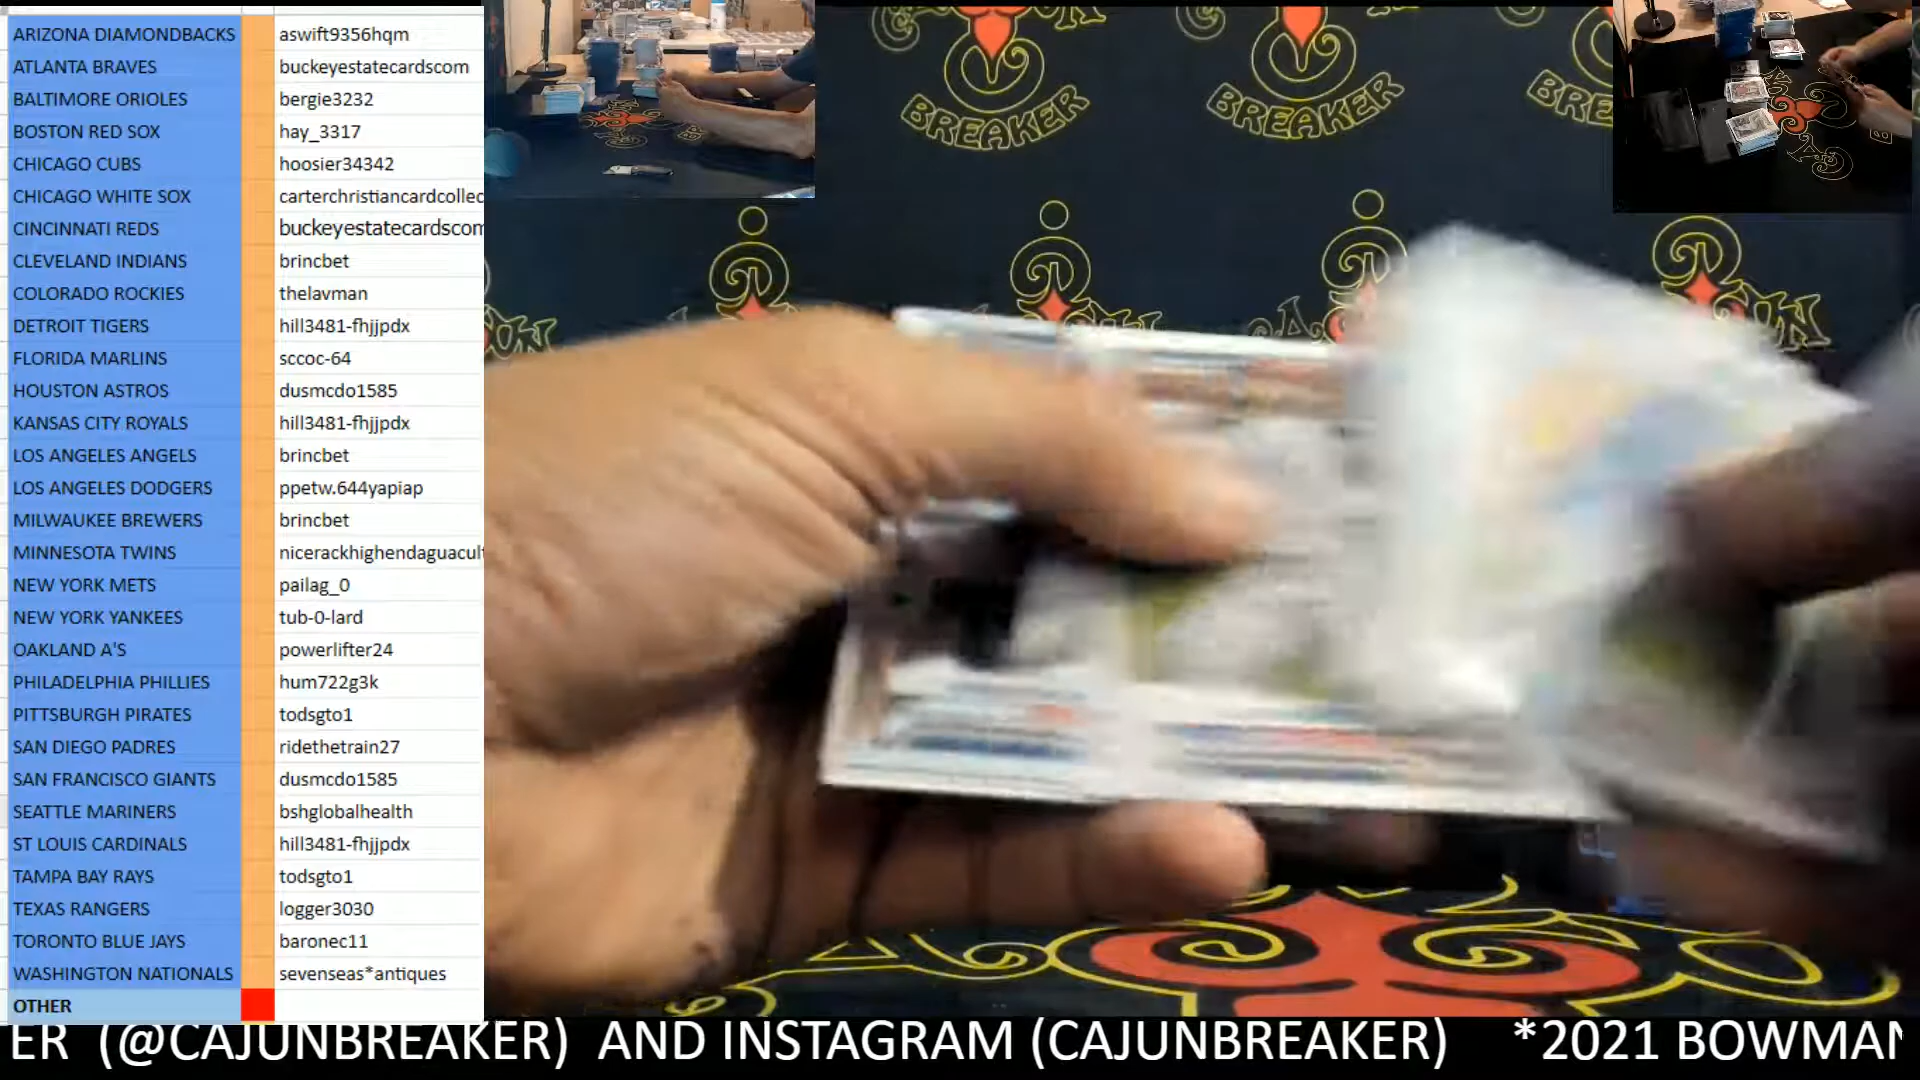 ARIZONA DIAMONDBACKS aswift9356hqm
ATLANTA BRAVES buckeyestatecardscom
BALTIMORE ORIOLES bergie3232
BOSTON RED SOX hay_3317
CHICAGO CUBS hoosier34342
CHICAGO WHITE SOX carterchristiancardcollec
CINCINNATI REDS buckeyestatecardscom
CLEVELAND INDIANS brincbet
COLORADO ROCKIES thelavman
DETROIT TIGERS hill3481-fhjjpdx
FLORIDA MARLINS sccoc-64
HOUSTON ASTROS dusmcdo1585
KANSAS CITY ROYALS hill3481-fhjjpdx
LOS ANGELES ANGELS brincbet
LOS ANGELES DODGERS ppetw.644yapiap
MILWAUKEE BREWERS brincbet
MINNESOTA TWINS nicerackhighendaguacult
NEW YORK METS pailag_0
NEW YORK YANKEES tub-0-lard
OAKLAND A'S powerlifter24
PHILADELPHIA PHILLIES hum722g3k
PITTSBURGH PIRATES todsgto1
SAN DIEGO PADRES ridethetrain27
SAN FRANCISCO GIANTS dusmcdo1585
SEATTLE MARINERS bshglobalhealth
ST LOUIS CARDINALS hill3481-fhjjpdx
TAMPA BAY RAYS todsgto1
TEXAS RANGERS logger3030
TORONTO BLUE JAYS baronec11
WASHINGTON NATIONALS sevenseas*antiques
OTHER
BREAKER
BREAKER
BRE
ER (@CAJUNBREAKER) AND INSTAGRAM (CAJUNBREAKER) *2021 BOWMAN